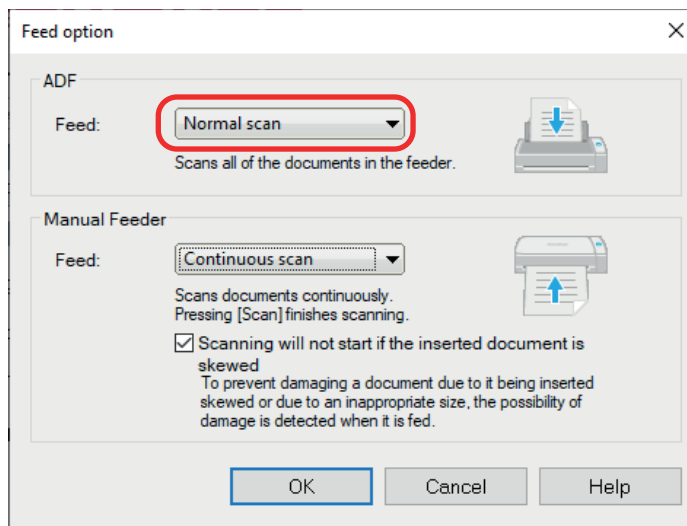 Feed option
ADF
Feed:
Normal scan
Scans all of the documents in the feeder.
Manual Feeder
Feed:
Continuous scan
Scans documents continuously.
Pressing [Scan] finishes scanning.
Scanning will not start if the inserted document is
skewed
To prevent damaging a document due to it being inserted
skewed or due to an inappropriate size, the possibility of
damage is detected when it is fed.
OK
Cancel
Help